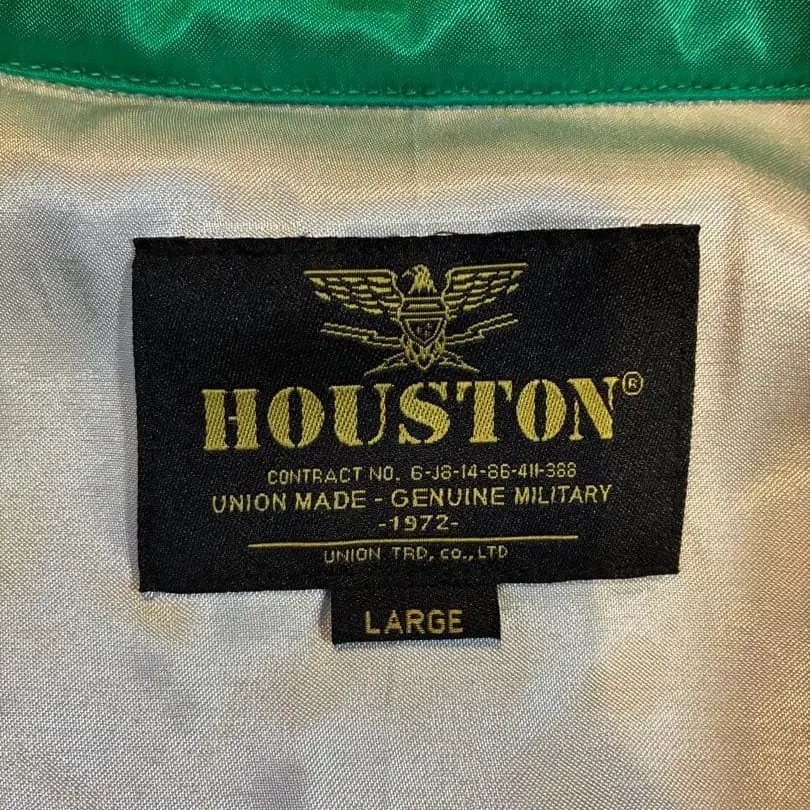 HOUSTON®
CONTRACT NO. 6-J8-14-86-411-388
UNION MADE - GENUINE MILITARY
-1972-
UNION TRD, CO., LTD
LARGE